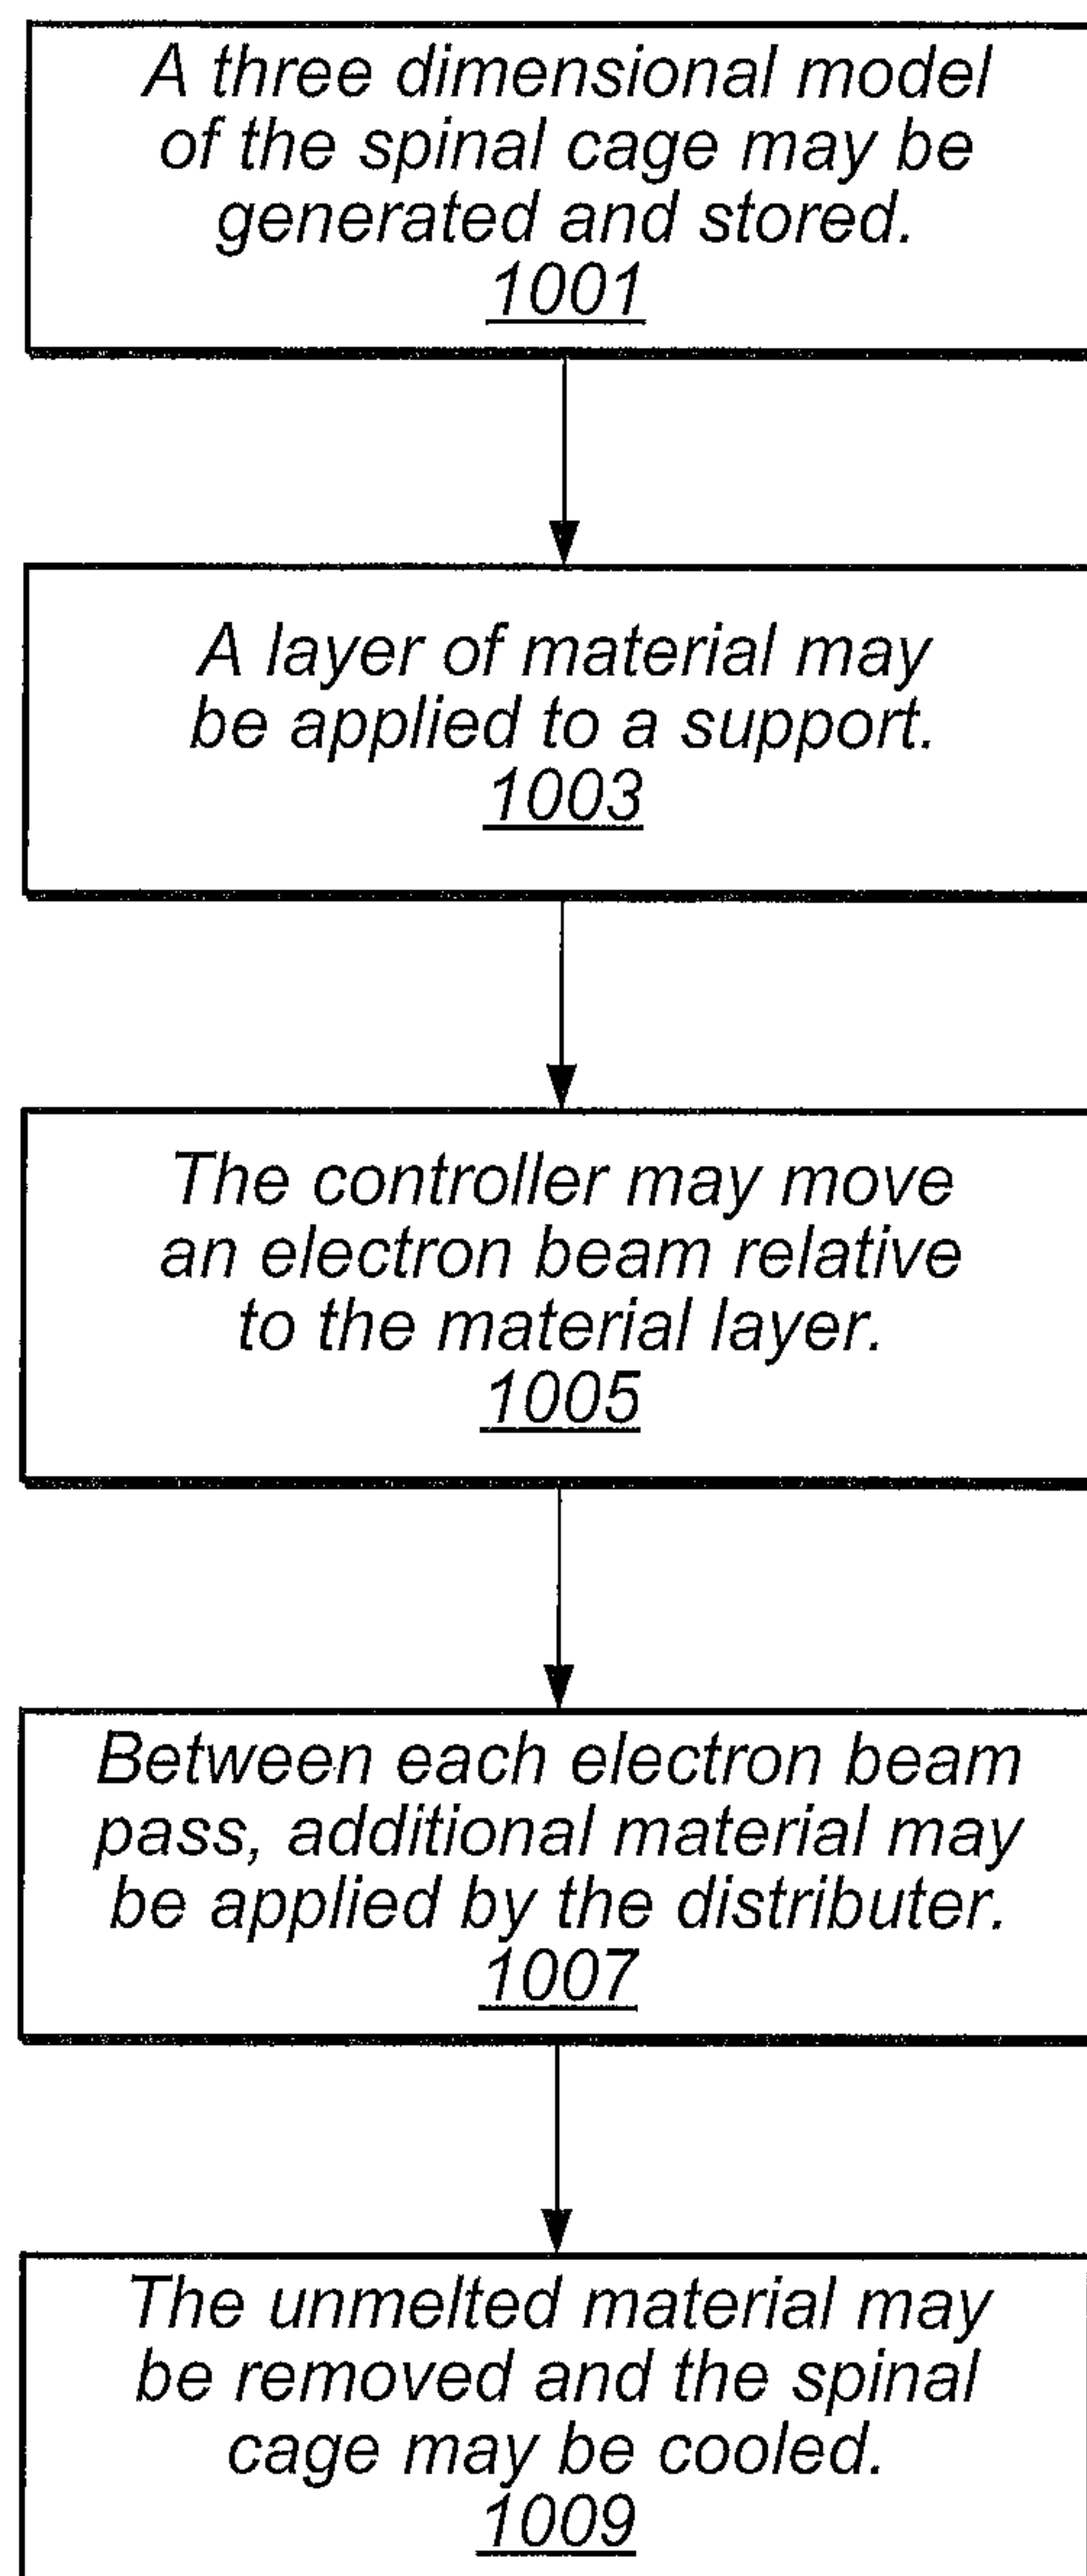 A three dimensional model
of the spinal cage may be
generated and stored.
1001
A layer of material may
be applied to a support.
1003
The controller may move
an electron beam relative
to the material layer.
1005
Between each electron beam
pass, additional material may
be applied by the distributer.
1007
The unmelted material may
be removed and the spinal
cage may be cooled.
1009